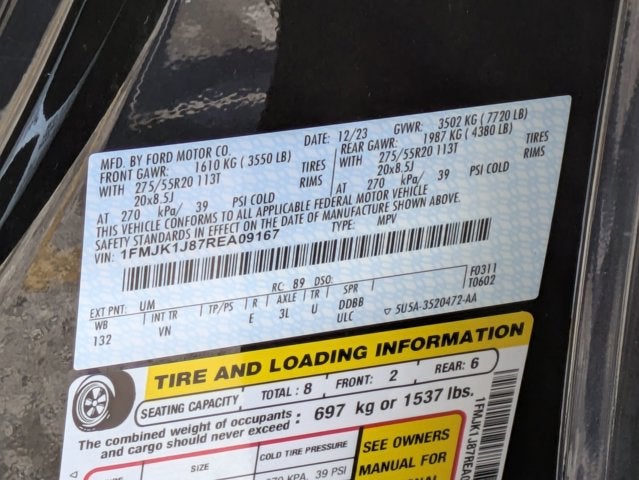 MFD. BY FORD MOTOR CO.
DATE: 12/23 GVWR: 3502 KG ( 7720 LB)
FRONT GAWR: 1610 KG ( 3550 LB) REAR GAWR: 1987 KG ( 4380 LB)
WITH 275/55R20 113T TIRES WITH 275/55R20 113T TIRES
20x8.5J RIMS 20x8.5J RIMS
AT 270 kPa/ 39 PSI COLD AT 270 kPa/ 39 PSI COLD
THIS VEHICLE CONFORMS TO ALL APPLICABLE FEDERAL MOTOR VEHICLE
SAFETY STANDARDS IN EFFECT ON THE DATE OF MANUFACTURE SHOWN ABOVE.
VIN: 1FMJK1J87REA09167 TYPE: MPV
EXT PNT: UM RC: 89 DSO: F0311
WB INT TR TP/PS R AXLE TR SPR T0602
132 VN E 3L U DDBB
ULC ▽ SU5A-3520472-AA
TIRE AND LOADING INFORMATION
SEATING CAPACITY TOTAL : 8 FRONT: 2 REAR: 6
The combined weight of occupants
and cargo should never exceed : 697 kg or 1537 lbs.
SIZE COLD TIRE PRESSURE SEE OWNERS
MANUAL FOR
39 PSI